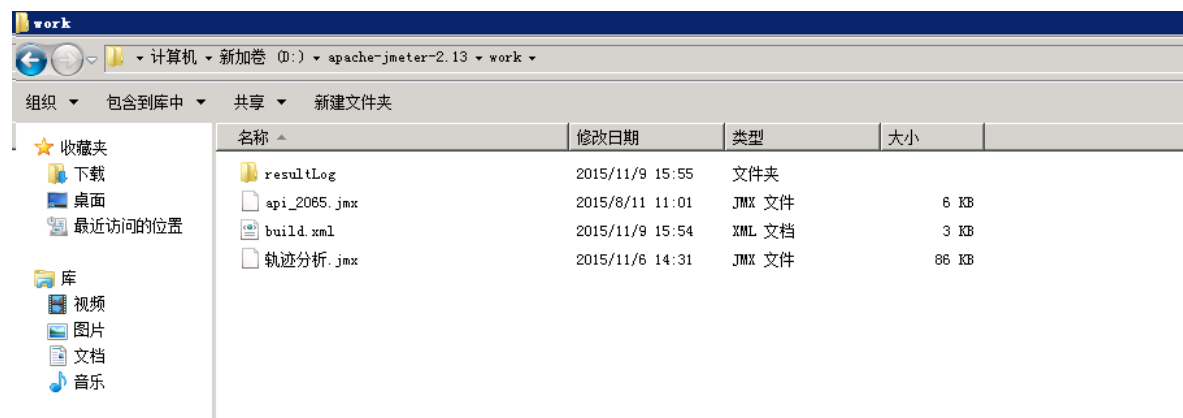 work
计算机 新加卷 (D:) apache-jmeter-2.13 work
组织 包含到库中 共享 新建文件夹
名称 修改日期 类型 大小
收藏夹
下载
桌面
最近访问的位置
库
视频
图片
文档
音乐
resultLog 2015/11/9 15:55 文件夹
api_2065.jmx 2015/8/11 11:01 JMX 文件 6 KB
build.xml 2015/11/9 15:54 XML 文档 3 KB
轨迹分析.jmx 2015/11/6 14:31 JMX 文件 86 KB